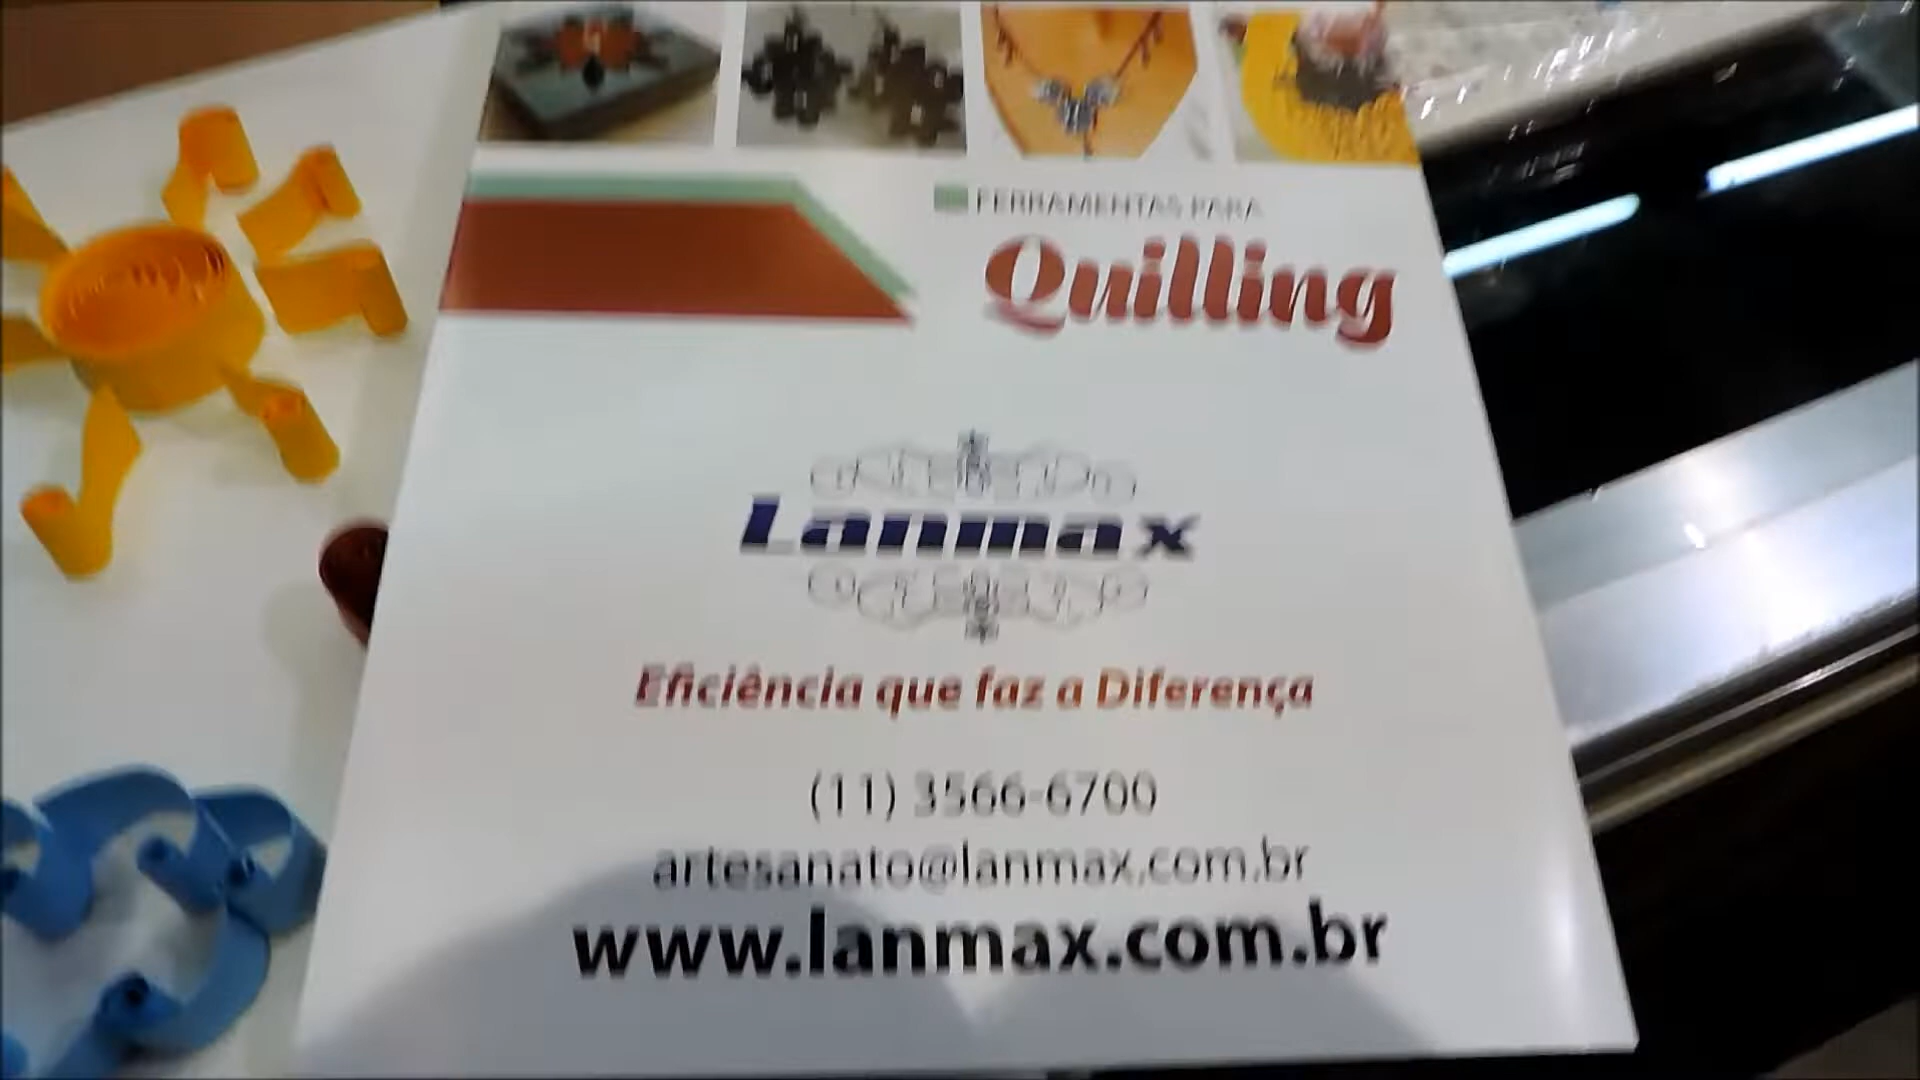 FERRAMENTAS PARA
Quilling
Lanmax
Eficiência que faz a Diferença
(11) 3566-6700
artesanato@lanmax.com.br
www.lanmax.com.br